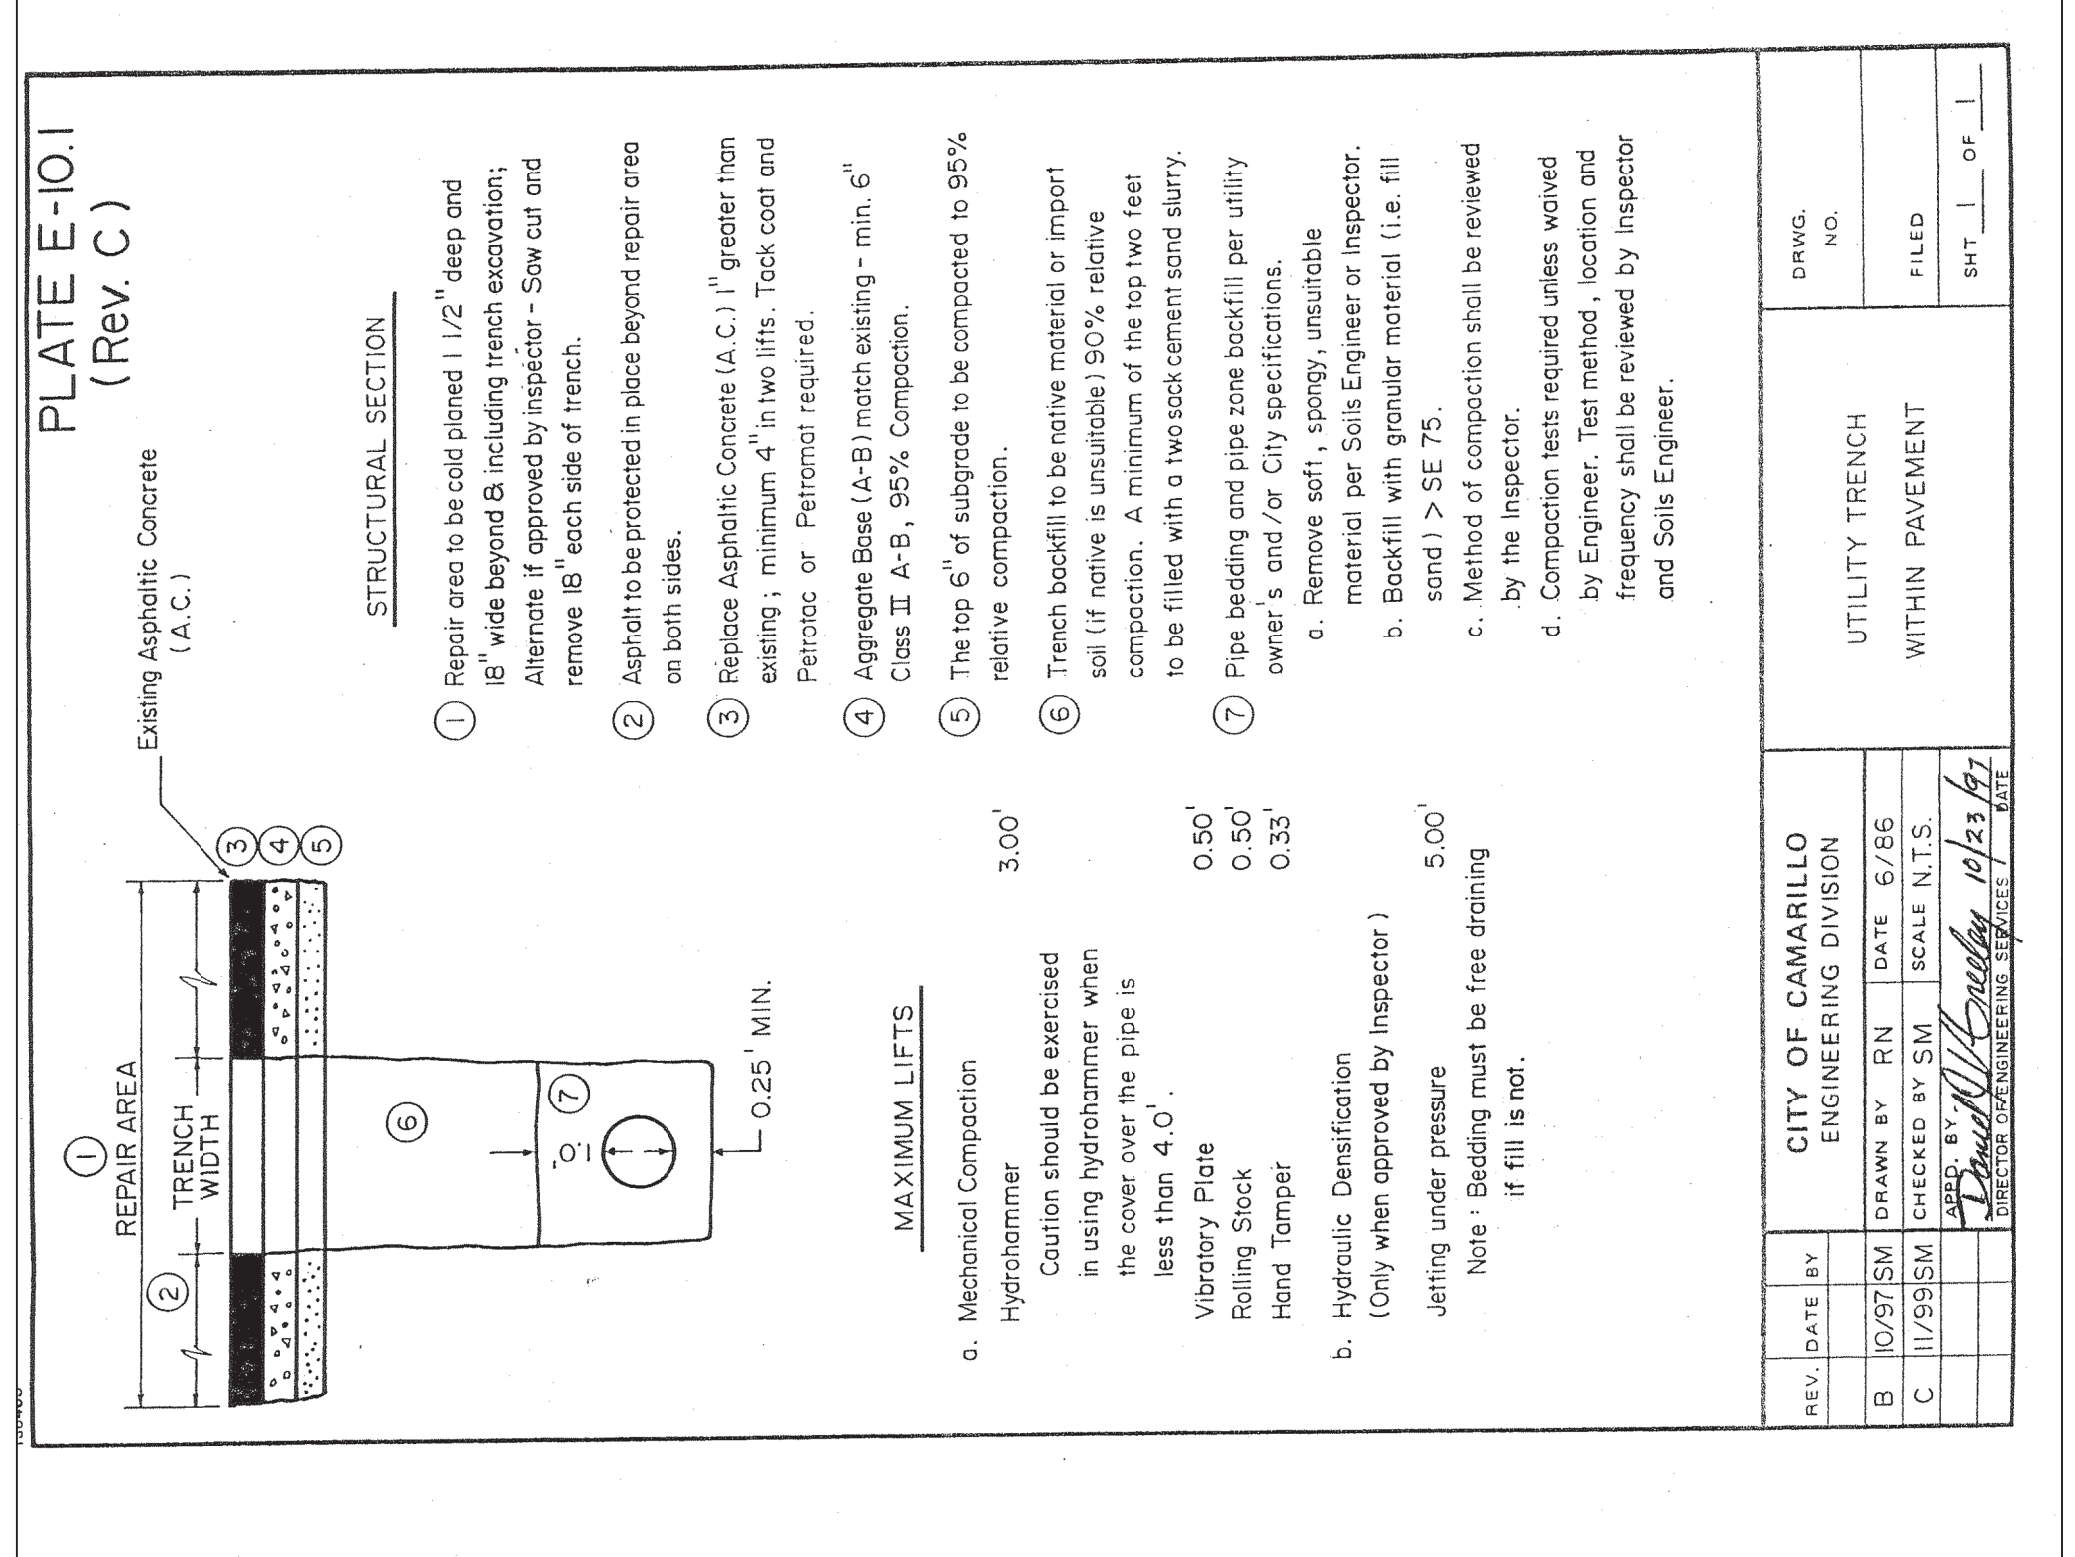 PLATE E-10.1
(Rev. C)
Existing Asphaltic Concrete
(A.C.)
1
REPAIR AREA
2
TRENCH
WIDTH
3
4
5
6
7
1.0'
0.25' MIN.
STRUCTURAL SECTION
1 Repair area to be cold planed 1 1/2" deep and
18" wide beyond & including trench excavation;
Alternate if approved by inspector - Saw cut and
remove 18" each side of trench.
2 Asphalt to be protected in place beyond repair area
on both sides.
3 Replace Asphaltic Concrete (A.C.) 1" greater than
existing; minimum 4" in two lifts. Tack coat and
Petrotac or Petromat required.
4 Aggregate Base (A-B) match existing - min. 6"
Class II A-B, 95% Compaction.
5 The top 6" of subgrade to be compacted to 95%
relative compaction.
6 Trench backfill to be native material or import
soil (if native is unsuitable) 90% relative
compaction. A minimum of the top two feet
to be filled with a two sack cement sand slurry.
7 Pipe bedding and pipe zone backfill per utility
owner's and/or City specifications.
a. Remove soft, spongy, unsuitable
material per Soils Engineer or Inspector.
b. Backfill with granular material (i.e. fill
sand) > SE 75.
c. Method of compaction shall be reviewed
by the Inspector.
d. Compaction tests required unless waived
by Engineer. Test method, location and
frequency shall be reviewed by Inspector
and Soils Engineer.
MAXIMUM LIFTS
a. Mechanical Compaction
Hydrohammer 3.00'
Caution should be exercised
in using hydrohammer when
the cover over the pipe is
less than 4.0'.
Vibratory Plate 0.50'
Rolling Stock 0.50'
Hand Tamper 0.33'
b. Hydraulic Densification
(Only when approved by Inspector)
Jetting under pressure 5.00'
Note: Bedding must be free draining
if fill is not.
REV. DATE BY
B 10/97 SM
C 11/99 SM
CITY OF CAMARILLO
ENGINEERING DIVISION
DRAWN BY RN DATE 6/86
CHECKED BY SM SCALE N.T.S.
APPD. BY
10/23/97
DIRECTOR OF ENGINEERING SERVICES DATE
UTILITY TRENCH
WITHIN PAVEMENT
DRWG.
NO.
FILED
SHT 1 OF 1